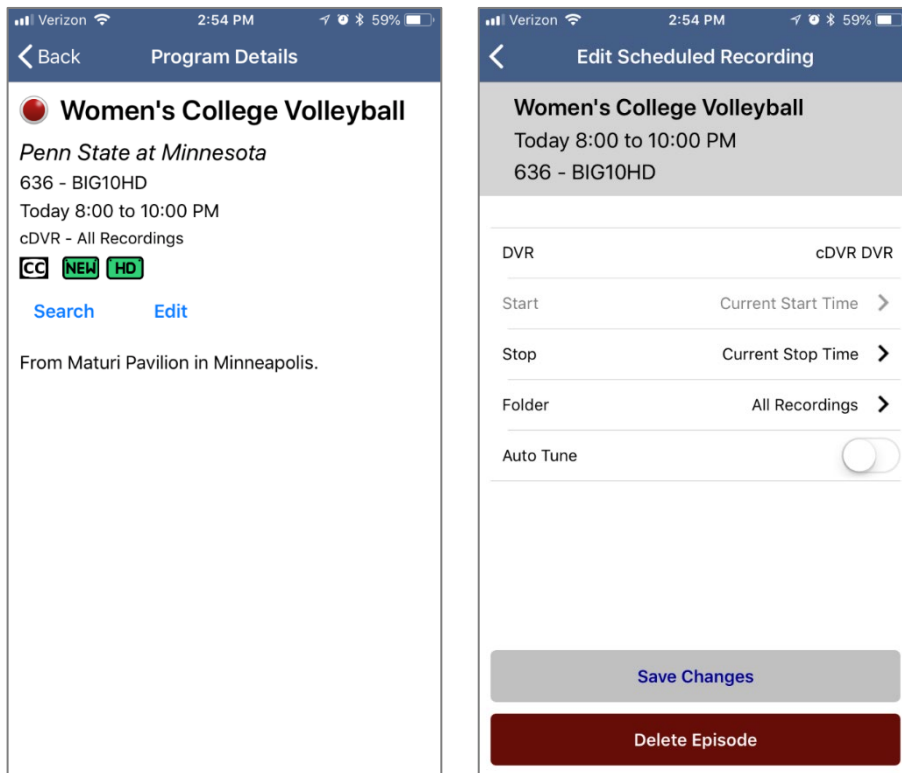 Verizon 2:54 PM 59%
Back Program Details
Women's College Volleyball
Penn State at Minnesota
636 - BIG10HD
Today 8:00 to 10:00 PM
cDVR - All Recordings
CC NEW HD
Search Edit
From Maturi Pavilion in Minneapolis.
Verizon 2:54 PM 59%
Edit Scheduled Recording
Women's College Volleyball
Today 8:00 to 10:00 PM
636 - BIG10HD
DVR cDVR DVR
Start Current Start Time
Stop Current Stop Time
Folder All Recordings
Auto Tune
Save Changes
Delete Episode